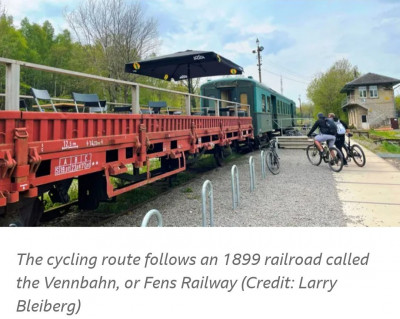 The cycling route follows an 1899 railroad called
the Vennbahn, or Fens Railway (Credit: Larry
Bleiberg)